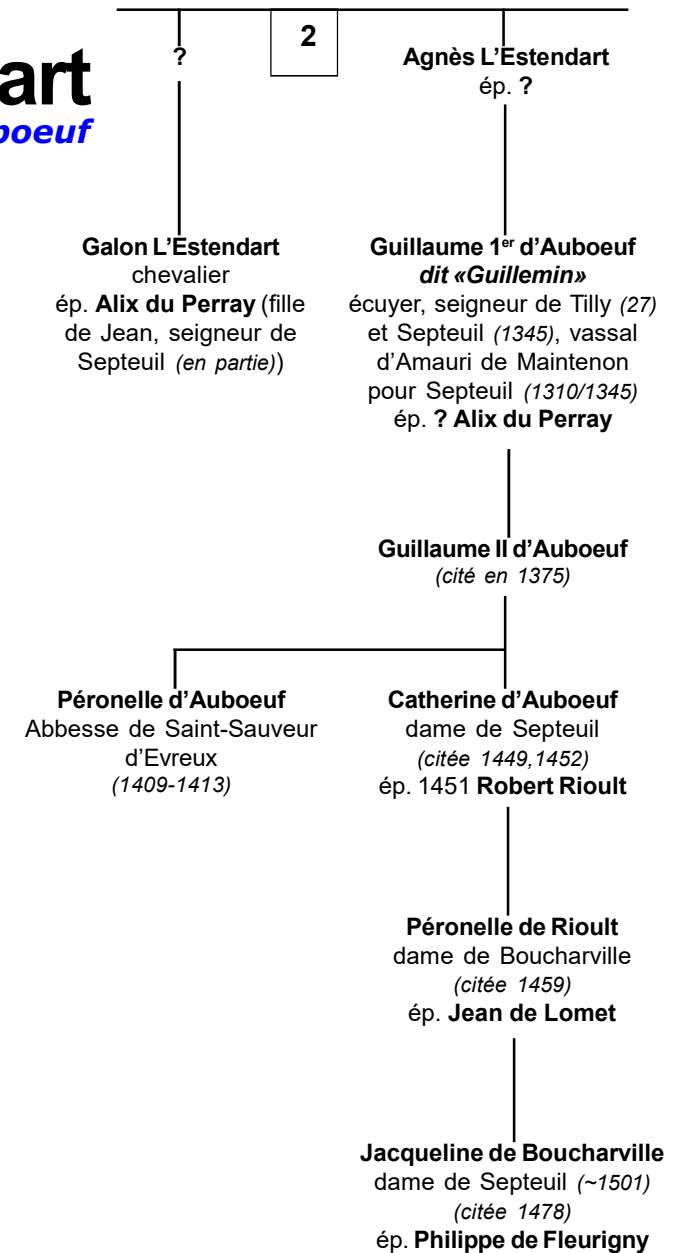 art
boeuf
2
?
Agnès L’Estendart
ép. ?
Galon L’Estendart
chevalier
ép. Alix du Perray (fille
de Jean, seigneur de
Septeuil (en partie))
Guillaume 1er d’Auboeuf
dit «Guillemin»
écuyer, seigneur de Tilly (27)
et Septeuil (1345), vassal
d’Amauri de Maintenon
pour Septeuil (1310/1345)
ép. ? Alix du Perray
Guillaume II d’Auboeuf
(cité en 1375)
Péronelle d’Auboeuf
Abbesse de Saint-Sauveur
d’Evreux
(1409-1413)
Catherine d’Auboeuf
dame de Septeuil
(citée 1449,1452)
ép. 1451 Robert Rioult
Péronelle de Rioult
dame de Boucharville
(citée 1459)
ép. Jean de Lomet
Jacqueline de Boucharville
dame de Septeuil (~1501)
(citée 1478)
ép. Philippe de Fleurigny